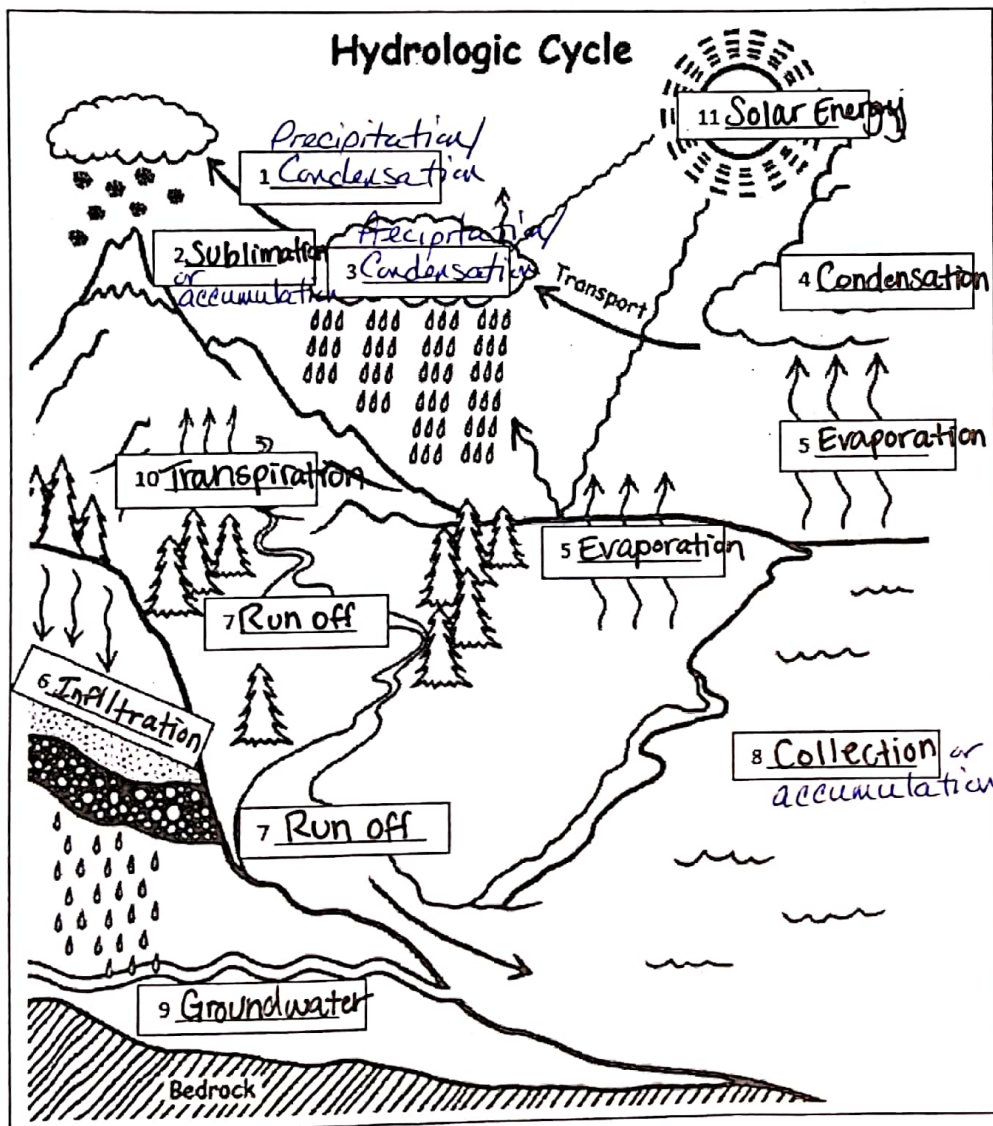 Hydrologic Cycle
11 Solar Energy
Precipitation/
1 Condensation
2 Sublimation
or
accumulation
Precipitation/
3 Condensation
Transport
4 Condensation
5 Evaporation
10 Transpiration
5 Evaporation
7 Run off
6 Infiltration
8 Collection or
accumulation
7 Run off
9 Groundwater
Bedrock